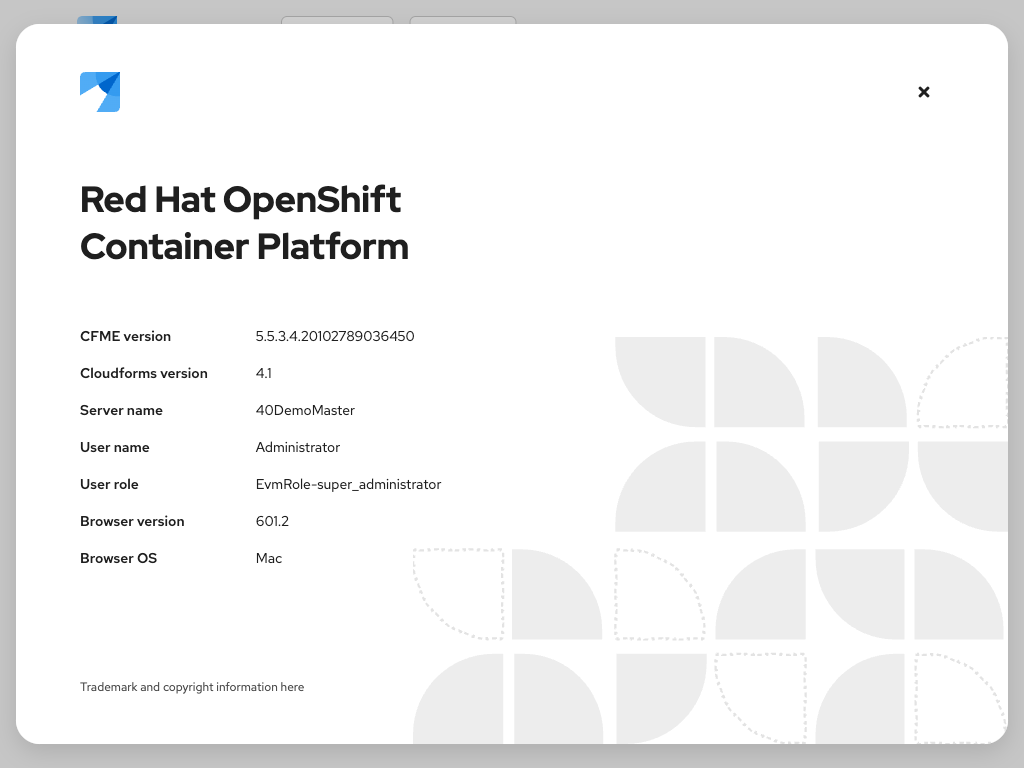 Red Hat OpenShift
Container Platform
CFME version 5.5.3.4.20102789036450
Cloudforms version 4.1
Server name 40DemoMaster
User name Administrator
User role EvmRole-super_administrator
Browser version 601.2
Browser OS Mac
Trademark and copyright information here